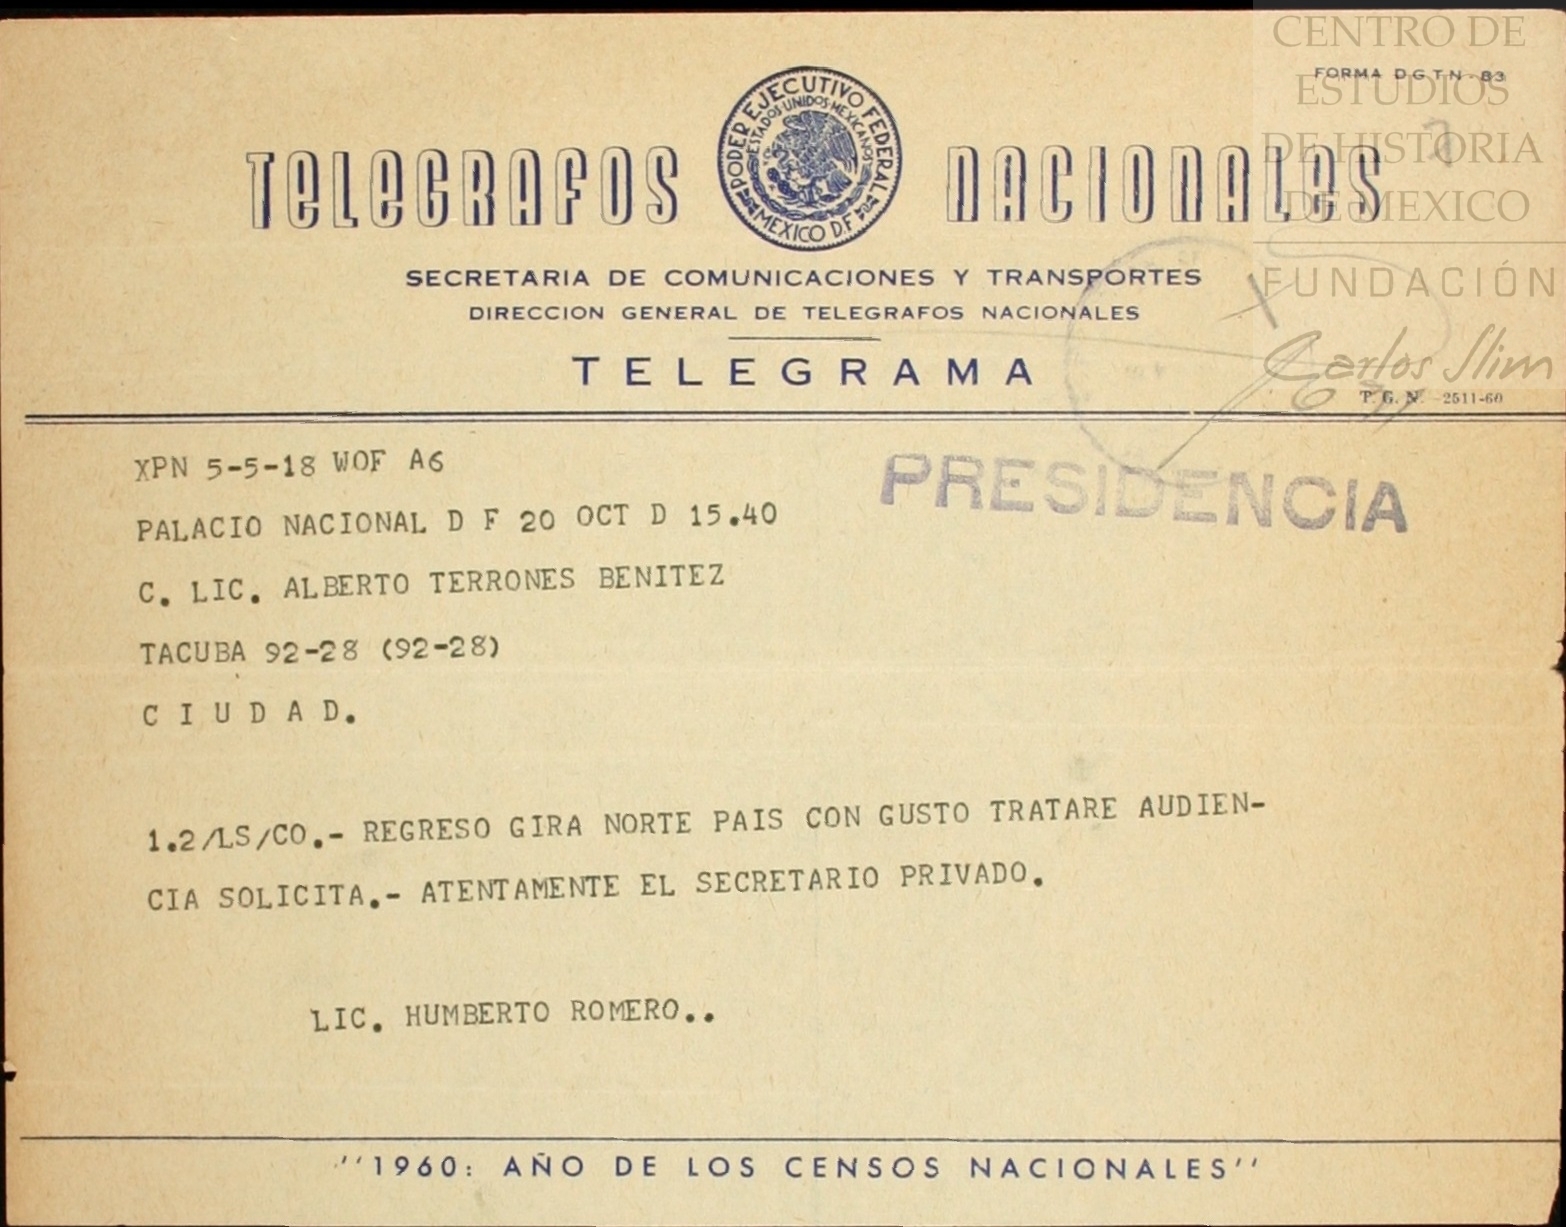 CENTRO DE
ESTUDIOS
DE HISTORIA
DE MEXICO
FUNDACIÓN
Carlos Slim
FORMA D G T N - 83
TELEGRAFOS NACIONALES
PODER EJECUTIVO FEDERAL
ESTADOS UNIDOS MEXICANOS
MEXICO D.F.
SECRETARIA DE COMUNICACIONES Y TRANSPORTES
DIRECCION GENERAL DE TELEGRAFOS NACIONALES
TELEGRAMA
T. G. N. 2511-60
XPN 5-5-18 WOF A6
PRESIDENCIA
PALACIO NACIONAL D F 20 OCT D 15.40
C. LIC. ALBERTO TERRONES BENITEZ
TACUBA 92-28 (92-28)
C I U D A D.
1.2/LS/CO.- REGRESO GIRA NORTE PAIS CON GUSTO TRATARE AUDIEN-
CIA SOLICITA.- ATENTAMENTE EL SECRETARIO PRIVADO.
LIC. HUMBERTO ROMERO..
''1960: AÑO DE LOS CENSOS NACIONALES''